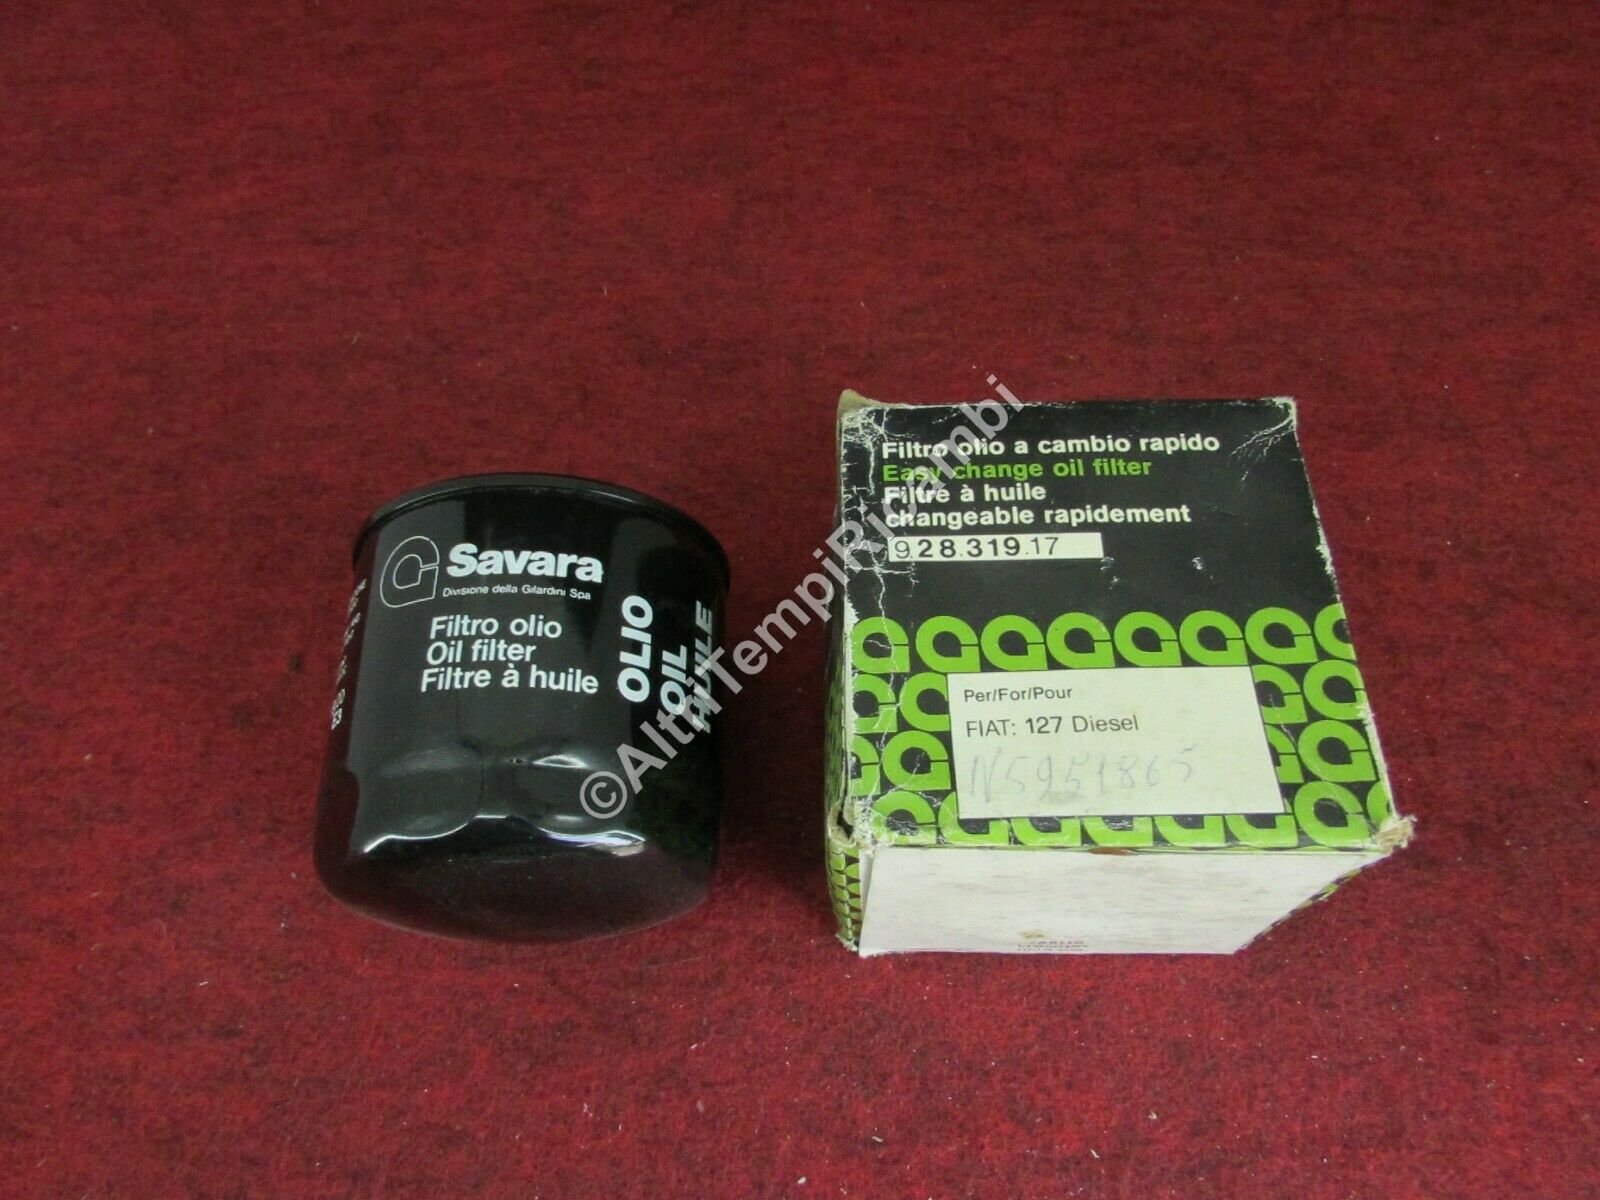 Savara
Divisione della Gilardini Spa
Filtro olio
Oil filter
Filtre à huile
OLIO
OIL
HUILE
Filtro olio a cambio rapido
Easy change oil filter
Filtre à huile
changeable rapidement
9.28.319.17
Per/For/Pour
FIAT: 127 Diesel
N5951865
©AltriTempiRicambi